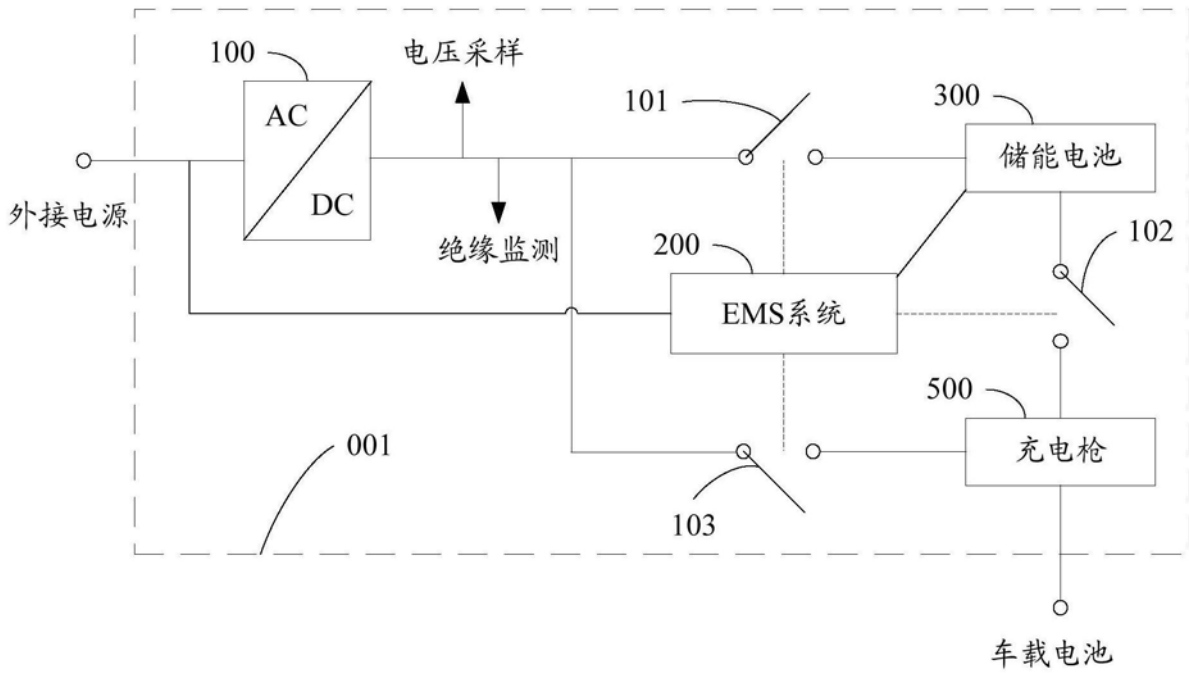 100
电压采样
AC
DC
101
300
储能电池
外接电源
绝缘监测
200
EMS系统
102
500
充电枪
001
103
车载电池